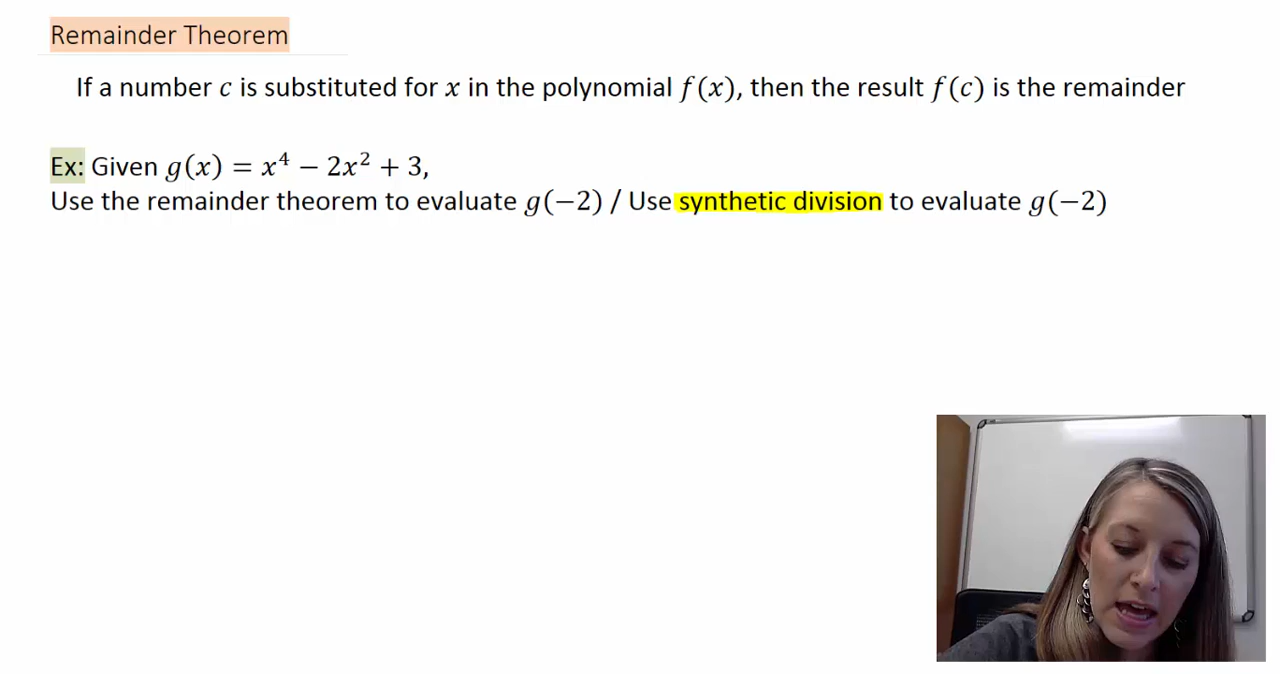 Remainder Theorem
If a number c is substituted for x in the polynomial f(x), then the result f(c) is the remainder
Ex: Given g(x) = x⁴ − 2x² + 3,
Use the remainder theorem to evaluate g(−2) / Use synthetic division to evaluate g(−2)